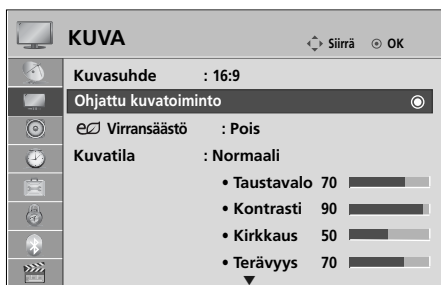 KUVA
Siirrä OK
Kuvasuhde : 16:9
Ohjattu kuvatoiminto
Virransäästö : Pois
Kuvatila : Normaali
• Taustavalo 70
• Kontrasti 90
• Kirkkaus 50
• Terävyys 70